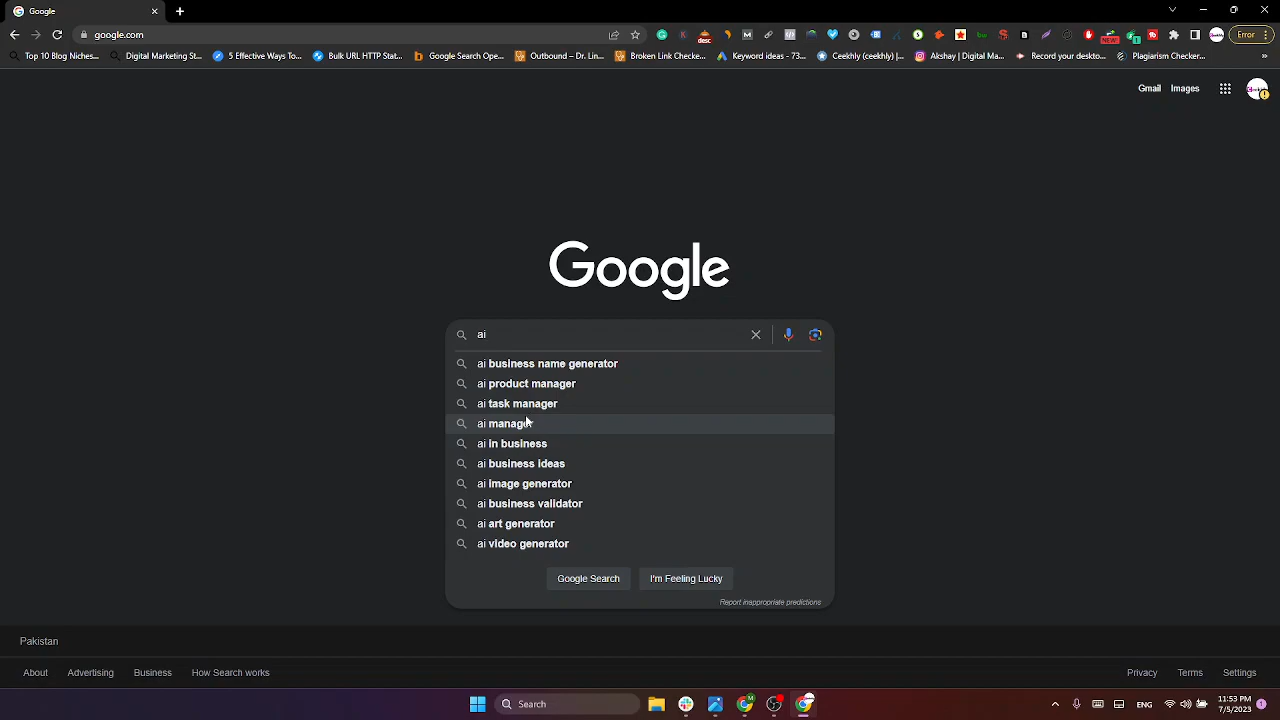 Google
google.com
Error
Top 10 Blog Niches...
Digital Marketing St...
5 Effective Ways To...
Bulk URL HTTP Stat...
Google Search Ope...
Outbound – Dr. Lin...
Broken Link Checke...
Keyword ideas - 73...
Ceekhly (ceekhly) |...
Akshay | Digital Ma...
Record your deskto...
Plagiarism Checker...
»
Gmail
Images
Google
ai
ai business name generator
ai product manager
ai task manager
ai manager
ai in business
ai business ideas
ai image generator
ai business validator
ai art generator
ai video generator
Google Search
I'm Feeling Lucky
Report inappropriate predictions
Pakistan
About
Advertising
Business
How Search works
Privacy
Terms
Settings
Search
ENG
11:53 PM
7/5/2023